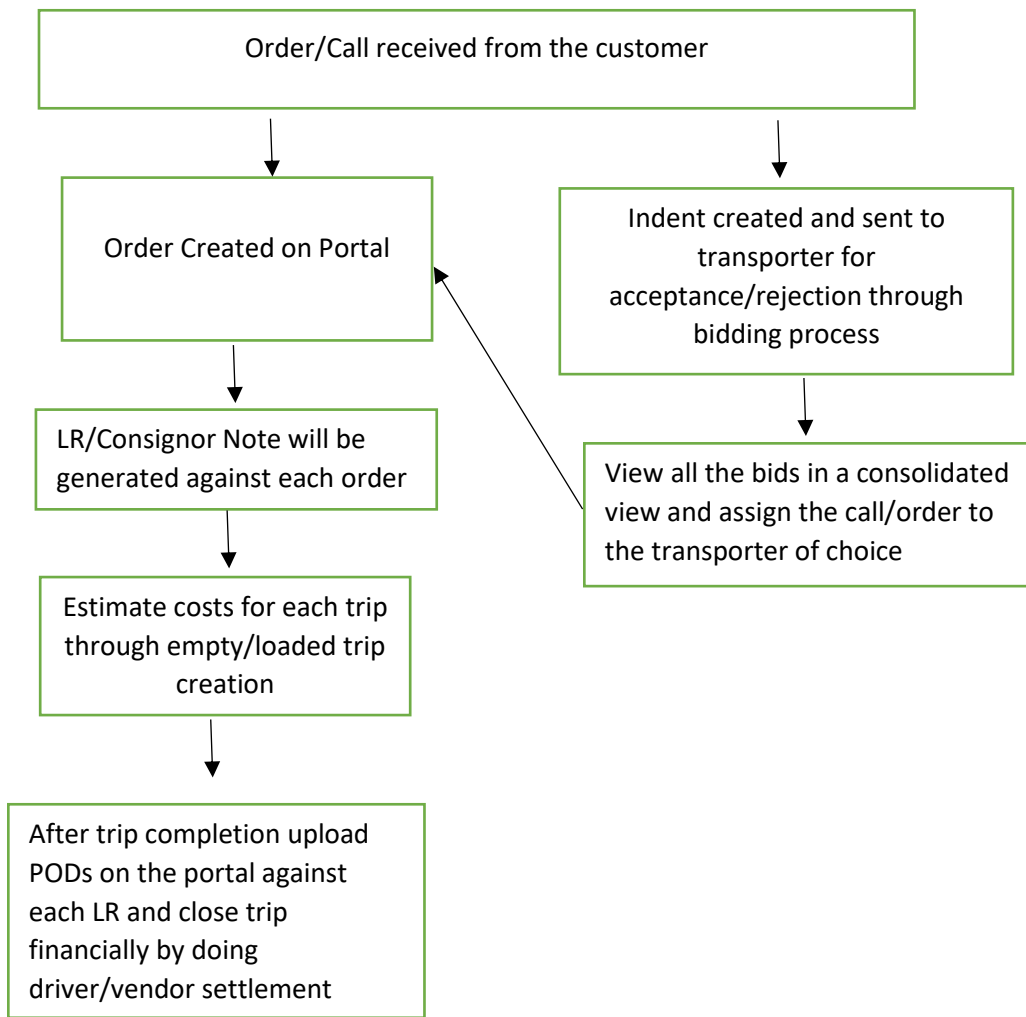 Order/Call received from the customer
Order Created on Portal
Indent created and sent to
transporter for
acceptance/rejection through
bidding process
LR/Consignor Note will be
generated against each order
View all the bids in a consolidated
view and assign the call/order to
the transporter of choice
Estimate costs for each trip
through empty/loaded trip
creation
After trip completion upload
PODs on the portal against
each LR and close trip
financially by doing
driver/vendor settlement